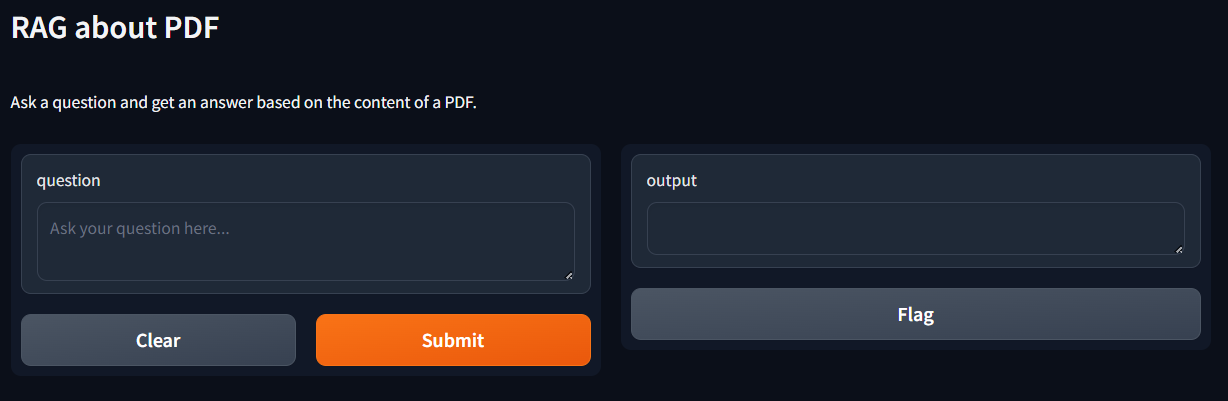 RAG about PDF
Ask a question and get an answer based on the content of a PDF.
question
Ask your question here...
Clear
Submit
output
Flag